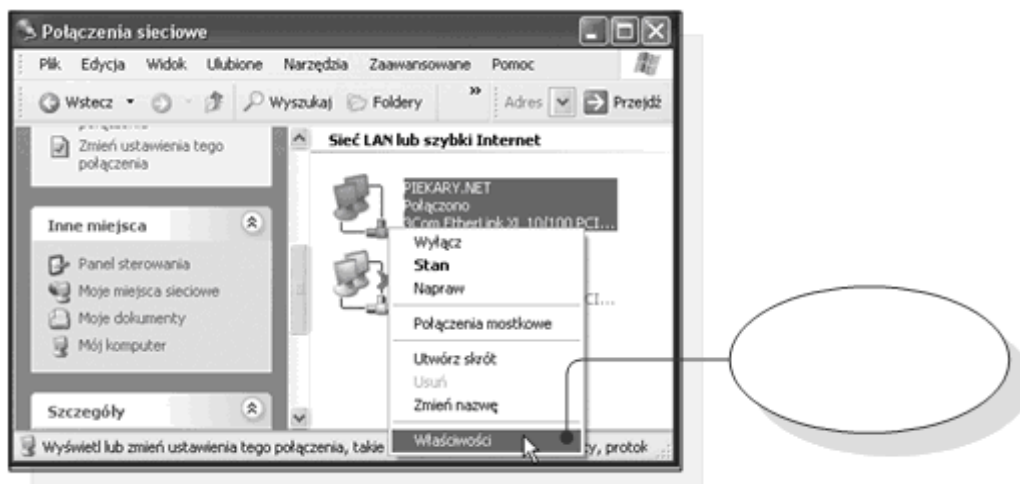 Połączenia sieciowe
Plik Edycja Widok Ulubione Narzędzia Zaawansowane Pomoc
Wstecz Wyszukaj Foldery » Adres Przejdź
Zmień ustawienia tego
połączenia
Inne miejsca
Panel sterowania
Moje miejsca sieciowe
Moje dokumenty
Mój komputer
Szczegóły
Sieć LAN lub szybki Internet
PIEKARY.NET
Połączono
3Com EtherLink XL 10/100 PCI...
CI...
Wyłącz
Stan
Napraw
Połączenia mostkowe
Utwórz skrót
Usuń
Zmień nazwę
Właściwości
Wyświetl lub zmień ustawienia tego połączenia, takie y, protok